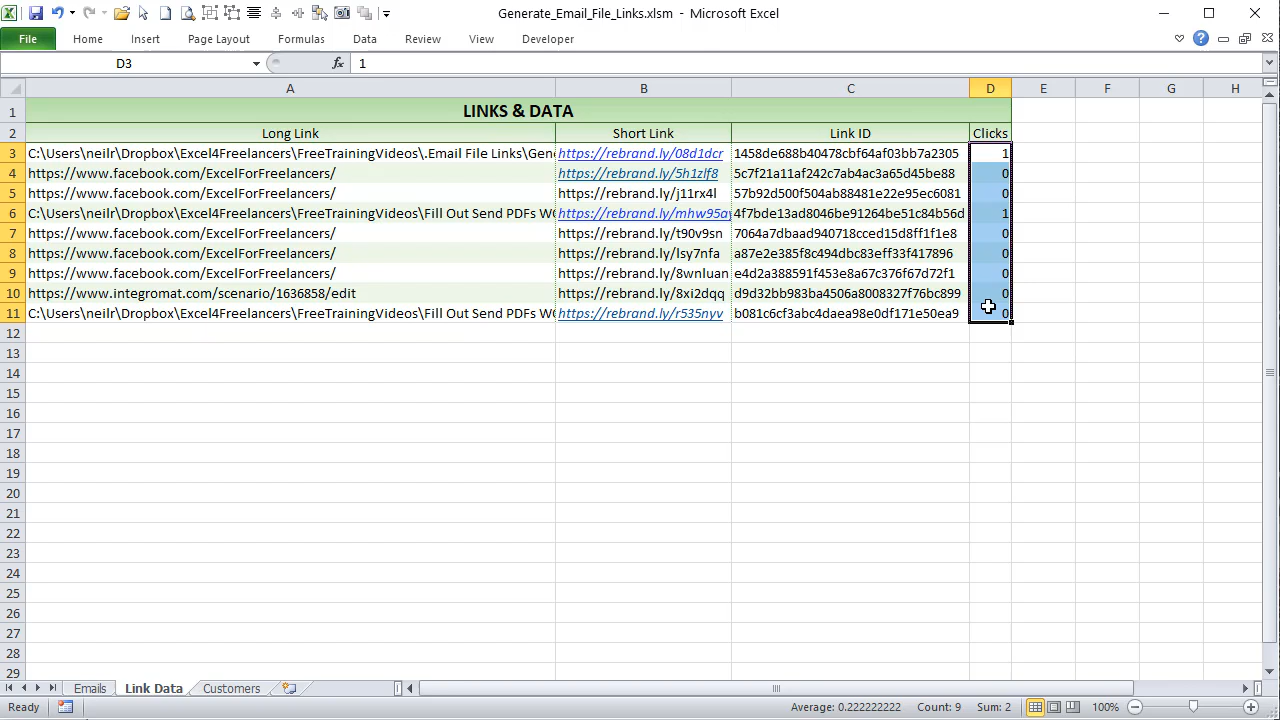 Generate_Email_File_Links.xlsm - Microsoft Excel
File Home Insert Page Layout Formulas Data Review View Developer
D3 fx 1
A B C D E F G H
1 LINKS & DATA
2 Long Link Short Link Link ID Clicks
3 C:\Users\neilr\Dropbox\Excel4Freelancers\FreeTrainingVideos\.Email File Links\Gene https://rebrand.ly/08d1dcr 1458de688b40478cbf64af03bb7a2305 1
4 https://www.facebook.com/ExcelForFreelancers/ https://rebrand.ly/5h1zlf8 5c7f21a11af242c7ab4ac3a65d45be88 0
5 https://www.facebook.com/ExcelForFreelancers/ https://rebrand.ly/j11rx4l 57b92d500f504ab88481e22e95ec6081 0
6 C:\Users\neilr\Dropbox\Excel4Freelancers\FreeTrainingVideos\Fill Out Send PDFs W https://rebrand.ly/mhw95ay 4f7bde13ad8046be91264be51c84b56d 1
7 https://www.facebook.com/ExcelForFreelancers/ https://rebrand.ly/t90v9sn 7064a7dbaad940718cced15d8ff1f1e8 0
8 https://www.facebook.com/ExcelForFreelancers/ https://rebrand.ly/lsy7nfa a87e2e385f8c494dbc83eff33f417896 0
9 https://www.facebook.com/ExcelForFreelancers/ https://rebrand.ly/8wnluan e4d2a388591f453e8a67c376f67d72f1 0
10 https://www.integromat.com/scenario/1636858/edit https://rebrand.ly/8xi2dqq d9d32bb983ba4506a8008327f76bc899 0
11 C:\Users\neilr\Dropbox\Excel4Freelancers\FreeTrainingVideos\Fill Out Send PDFs W https://rebrand.ly/r535nyv b081c6cf3abc4daea98e0df171e50ea9 0
12
13
14
15
16
17
18
19
20
21
22
23
24
25
26
27
28
29
Emails Link Data Customers
Ready Average: 0.222222222 Count: 9 Sum: 2 100%